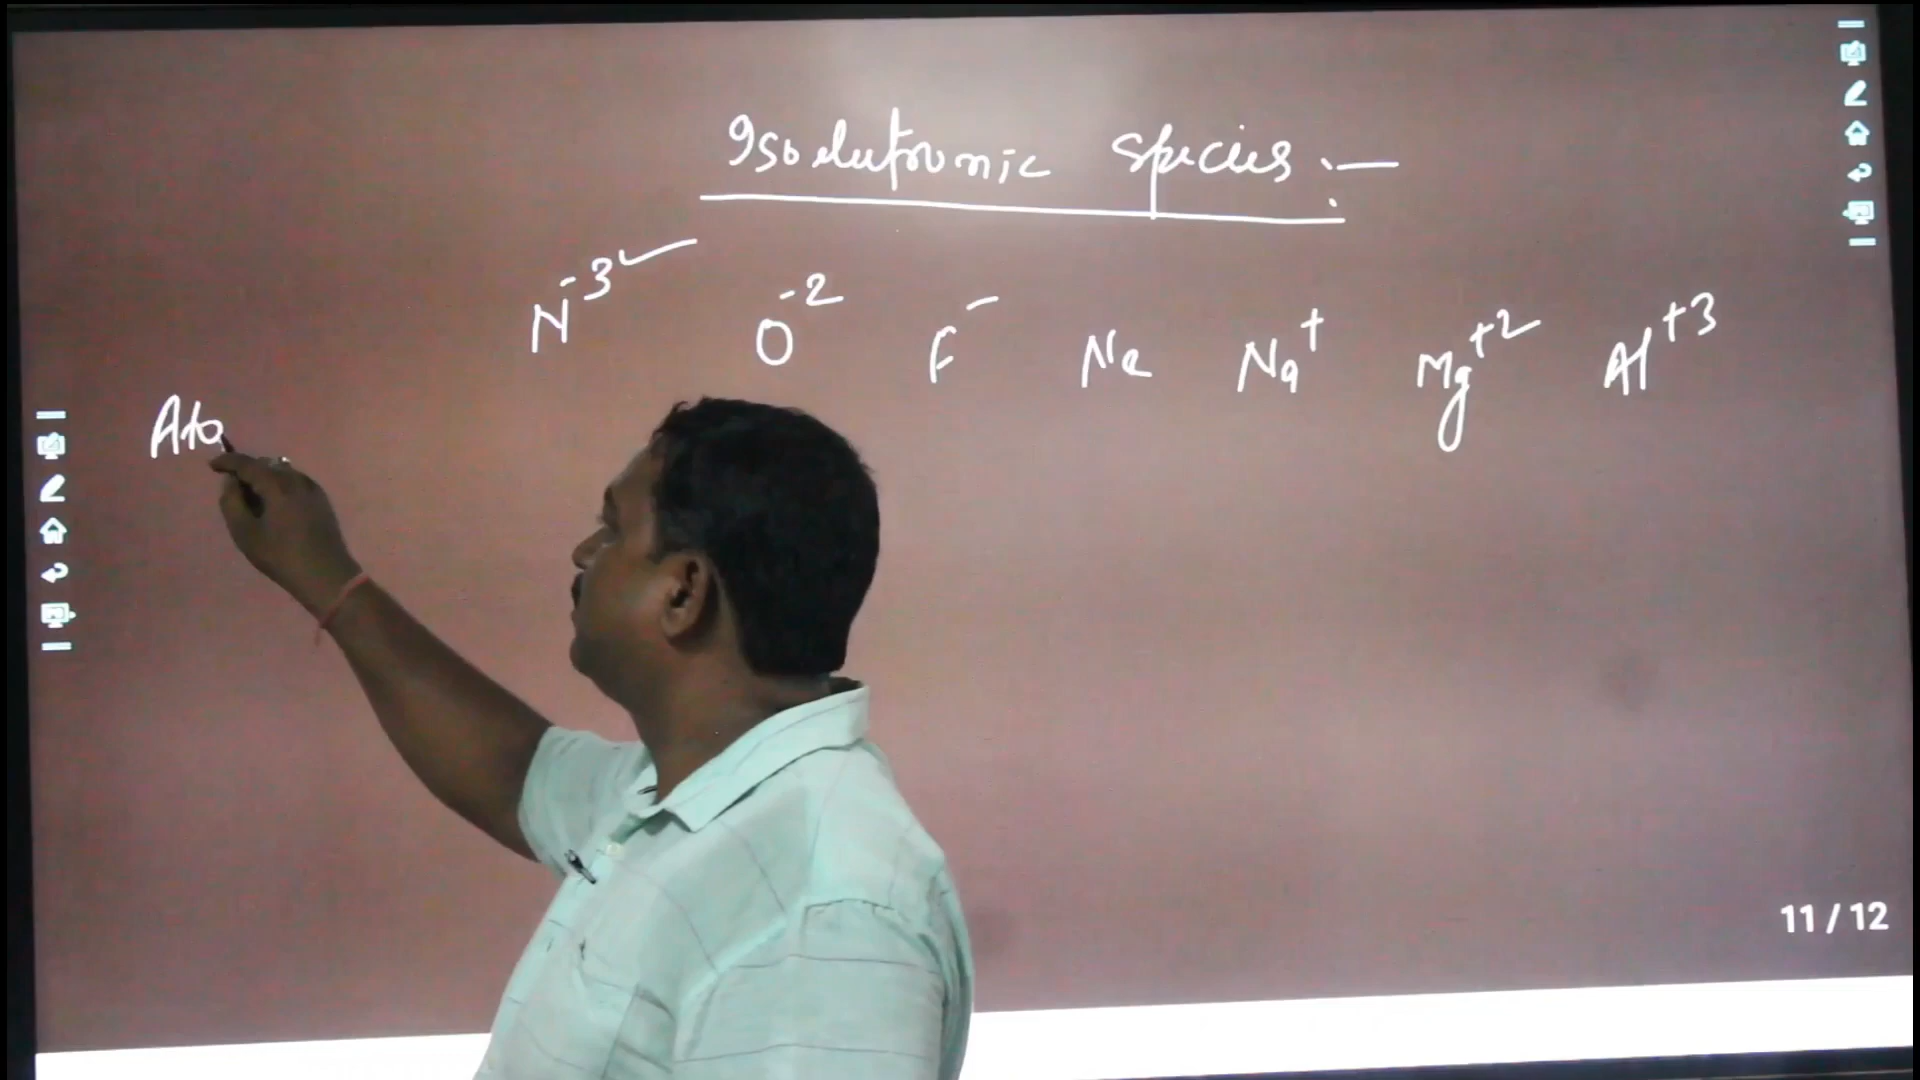 Isoelectronic species :—
N⁻³ O⁻² F⁻ Ne Na⁺ Mg⁺² Al⁺³
Ato
11 / 12